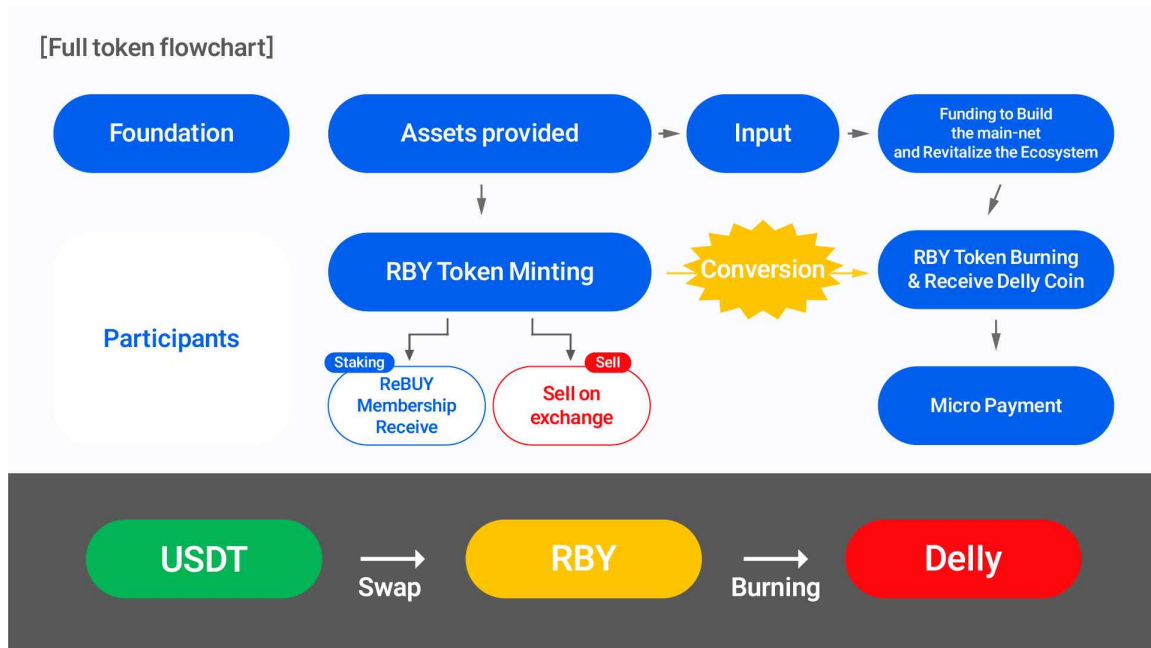 [Full token flowchart]
Foundation
Assets provided
Input
Funding to Build
the main-net
and Revitalize the Ecosystem
Participants
RBY Token Minting
Conversion
RBY Token Burning
& Receive Delly Coin
Staking
ReBUY
Membership
Receive
Sell
Sell on
exchange
Micro Payment
USDT
Swap
RBY
Burning
Delly